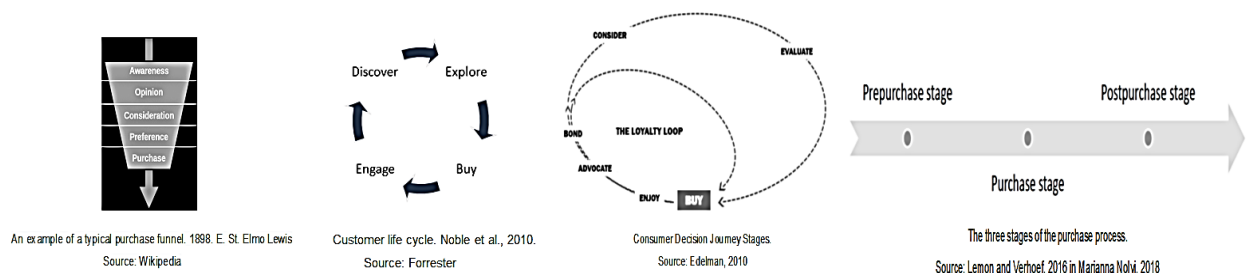 Awareness
Opinion
Consideration
Preference
Purchase
An example of a typical purchase funnel. 1898. E. St. Elmo Lewis
Source: Wikipedia
Discover
Explore
Engage
Buy
Customer life cycle. Noble et al., 2010.
Source: Forrester
CONSIDER
EVALUATE
BOND
THE LOYALTY LOOP
ADVOCATE
ENJOY
BUY
Consumer Decision Journey Stages.
Source: Edelman, 2010
Prepurchase stage
Postpurchase stage
Purchase stage
The three stages of the purchase process.
Source: Lemon and Verhoef, 2016 in Marianna Nolvi, 2018